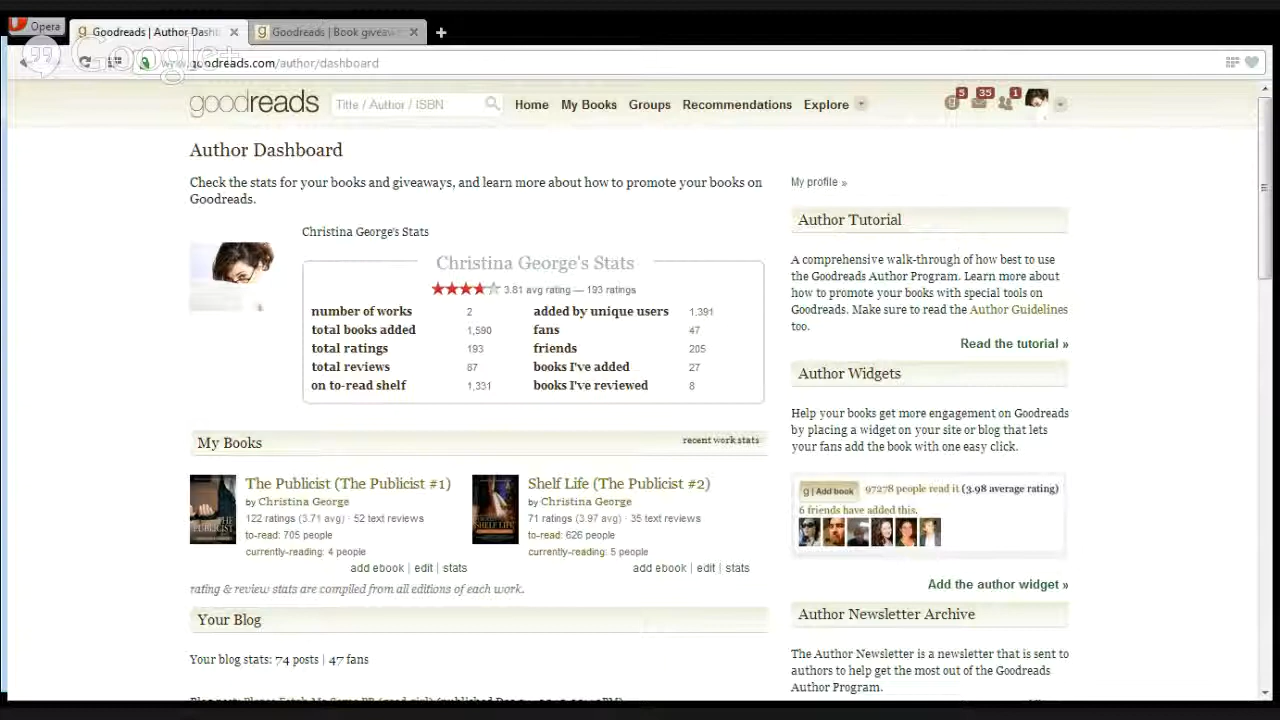 Opera
Goodreads | Author Dashb
Goodreads | Book giveaw
Google+
www.goodreads.com/author/dashboard
goodreads
Title / Author / ISBN
Home
My Books
Groups
Recommendations
Explore
5
35
1
Author Dashboard
Check the stats for your books and giveaways, and learn more about how to promote your books on
Goodreads.
Christina George's Stats
Christina George's Stats
3.81 avg rating — 193 ratings
number of works 2 added by unique users 1,391
total books added 1,590 fans 47
total ratings 193 friends 205
total reviews 87 books I've added 27
on to-read shelf 1,331 books I've reviewed 8
My Books
recent work stats
The Publicist (The Publicist #1)
by Christina George
122 ratings (3.71 avg) · 52 text reviews
to-read: 705 people
currently-reading: 4 people
add ebook | edit | stats
Shelf Life (The Publicist #2)
by Christina George
71 ratings (3.97 avg) · 35 text reviews
to-read: 626 people
currently-reading: 5 people
add ebook | edit | stats
rating & review stats are compiled from all editions of each work.
Your Blog
Your blog stats: 74 posts | 47 fans
My profile »
Author Tutorial
A comprehensive walk-through of how best to use
the Goodreads Author Program. Learn more about
how to promote your books with special tools on
Goodreads. Make sure to read the Author Guidelines
too.
Read the tutorial »
Author Widgets
Help your books get more engagement on Goodreads
by placing a widget on your site or blog that lets
your fans add the book with one easy click.
g | Add book 97278 people read it (3.98 average rating)
6 friends have added this.
Add the author widget »
Author Newsletter Archive
The Author Newsletter is a newsletter that is sent to
authors to help get the most out of the Goodreads
Author Program.